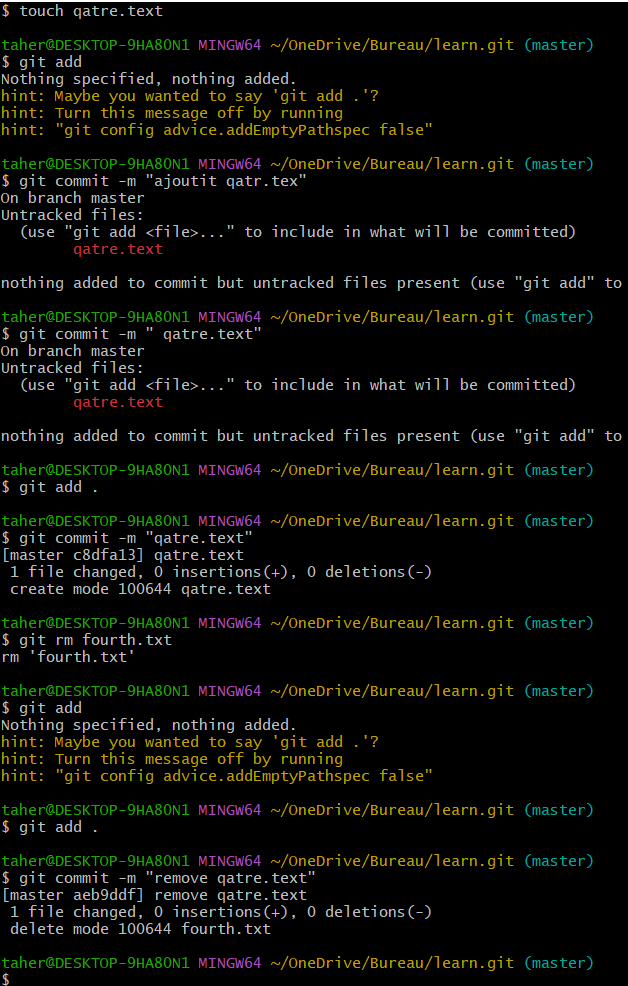 $ touch qatre.text
taher@DESKTOP-9HA8ON1 MINGW64 ~/OneDrive/Bureau/learn.git (master)
$ git add
Nothing specified, nothing added.
hint: Maybe you wanted to say 'git add .'?
hint: Turn this message off by running
hint: "git config advice.addEmptyPathspec false"
taher@DESKTOP-9HA8ON1 MINGW64 ~/OneDrive/Bureau/learn.git (master)
$ git commit -m "ajoutit qatr.tex"
On branch master
Untracked files:
  (use "git add <file>..." to include in what will be committed)
        qatre.text
nothing added to commit but untracked files present (use "git add" to
taher@DESKTOP-9HA8ON1 MINGW64 ~/OneDrive/Bureau/learn.git (master)
$ git commit -m " qatre.text"
On branch master
Untracked files:
  (use "git add <file>..." to include in what will be committed)
        qatre.text
nothing added to commit but untracked files present (use "git add" to
taher@DESKTOP-9HA8ON1 MINGW64 ~/OneDrive/Bureau/learn.git (master)
$ git add .
taher@DESKTOP-9HA8ON1 MINGW64 ~/OneDrive/Bureau/learn.git (master)
$ git commit -m "qatre.text"
[master c8dfa13] qatre.text
 1 file changed, 0 insertions(+), 0 deletions(-)
 create mode 100644 qatre.text
taher@DESKTOP-9HA8ON1 MINGW64 ~/OneDrive/Bureau/learn.git (master)
$ git rm fourth.txt
rm 'fourth.txt'
taher@DESKTOP-9HA8ON1 MINGW64 ~/OneDrive/Bureau/learn.git (master)
$ git add
Nothing specified, nothing added.
hint: Maybe you wanted to say 'git add .'?
hint: Turn this message off by running
hint: "git config advice.addEmptyPathspec false"
taher@DESKTOP-9HA8ON1 MINGW64 ~/OneDrive/Bureau/learn.git (master)
$ git add .
taher@DESKTOP-9HA8ON1 MINGW64 ~/OneDrive/Bureau/learn.git (master)
$ git commit -m "remove qatre.text"
[master aeb9ddf] remove qatre.text
 1 file changed, 0 insertions(+), 0 deletions(-)
 delete mode 100644 fourth.txt
taher@DESKTOP-9HA8ON1 MINGW64 ~/OneDrive/Bureau/learn.git (master)
$